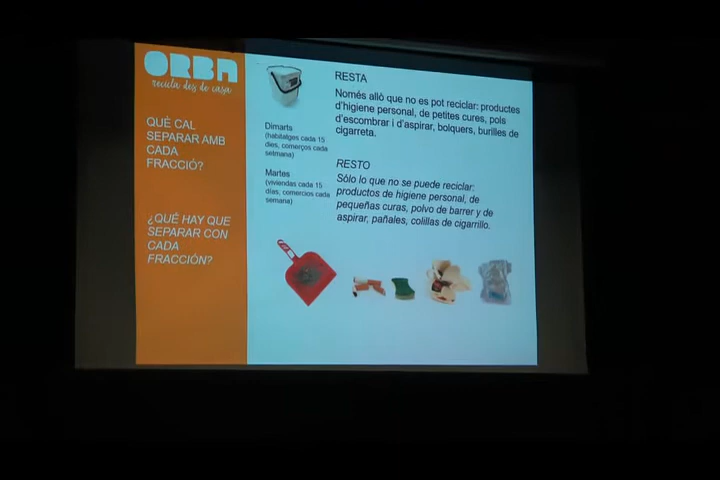 ORBA
recicla des de casa
QUÈ CAL
SEPARAR AMB
CADA
FRACCIÓ?
¿QUÉ HAY QUE
SEPARAR CON
CADA
FRACCIÓN?
Dimarts
(habitatges cada 15
dies, comerços cada
setmana)
Martes
(viviendas cada 15
días, comercios cada
semana)
RESTA
Només allò que no es pot reciclar: productes
d'higiene personal, de petites cures, pols
d'escombrar i d'aspirar, bolquers, burilles de
cigarreta.
RESTO
Sólo lo que no se puede reciclar:
productos de higiene personal, de
pequeñas curas, polvo de barrer y de
aspirar, pañales, colillas de cigarrillo.